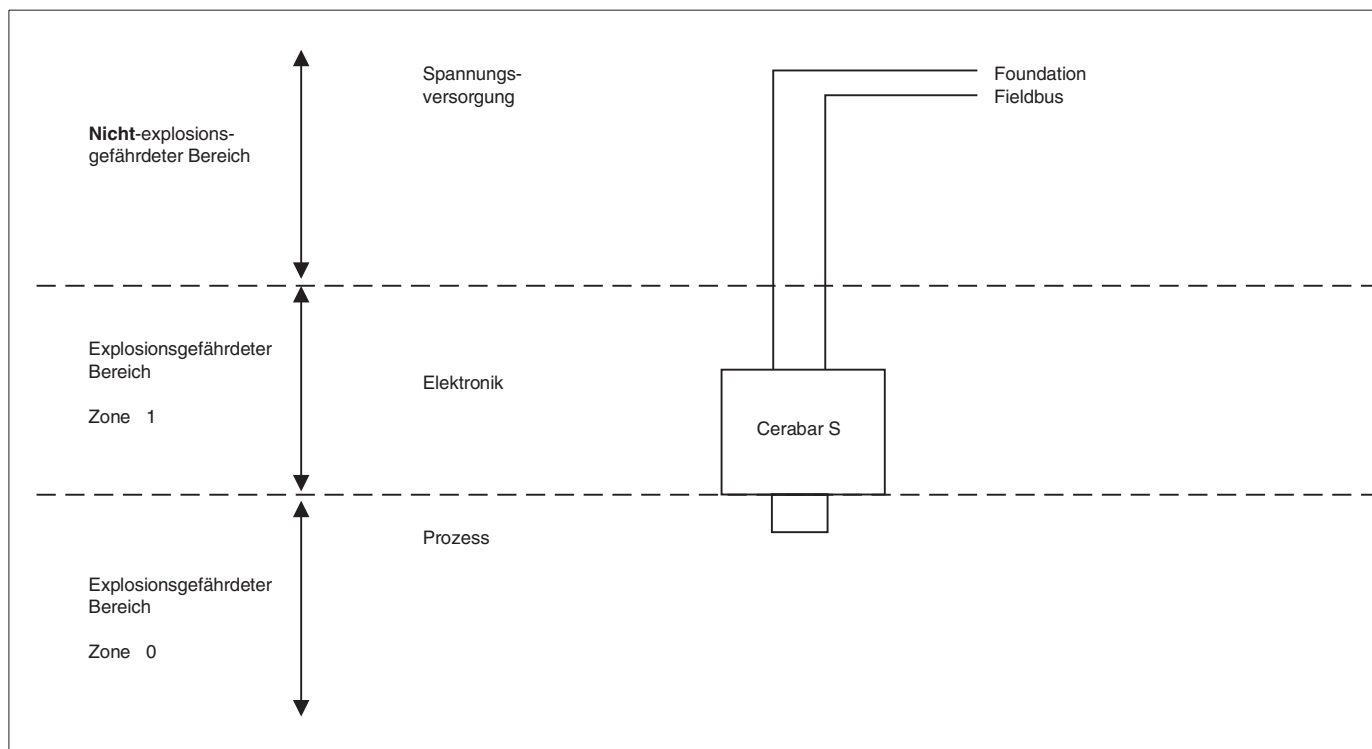 Nicht-explosions-
gefährdeter Bereich
Spannungs-
versorgung
Foundation
Fieldbus
Explosionsgefährdeter
Bereich
Zone 1
Elektronik
Cerabar S
Prozess
Explosionsgefährdeter
Bereich
Zone 0